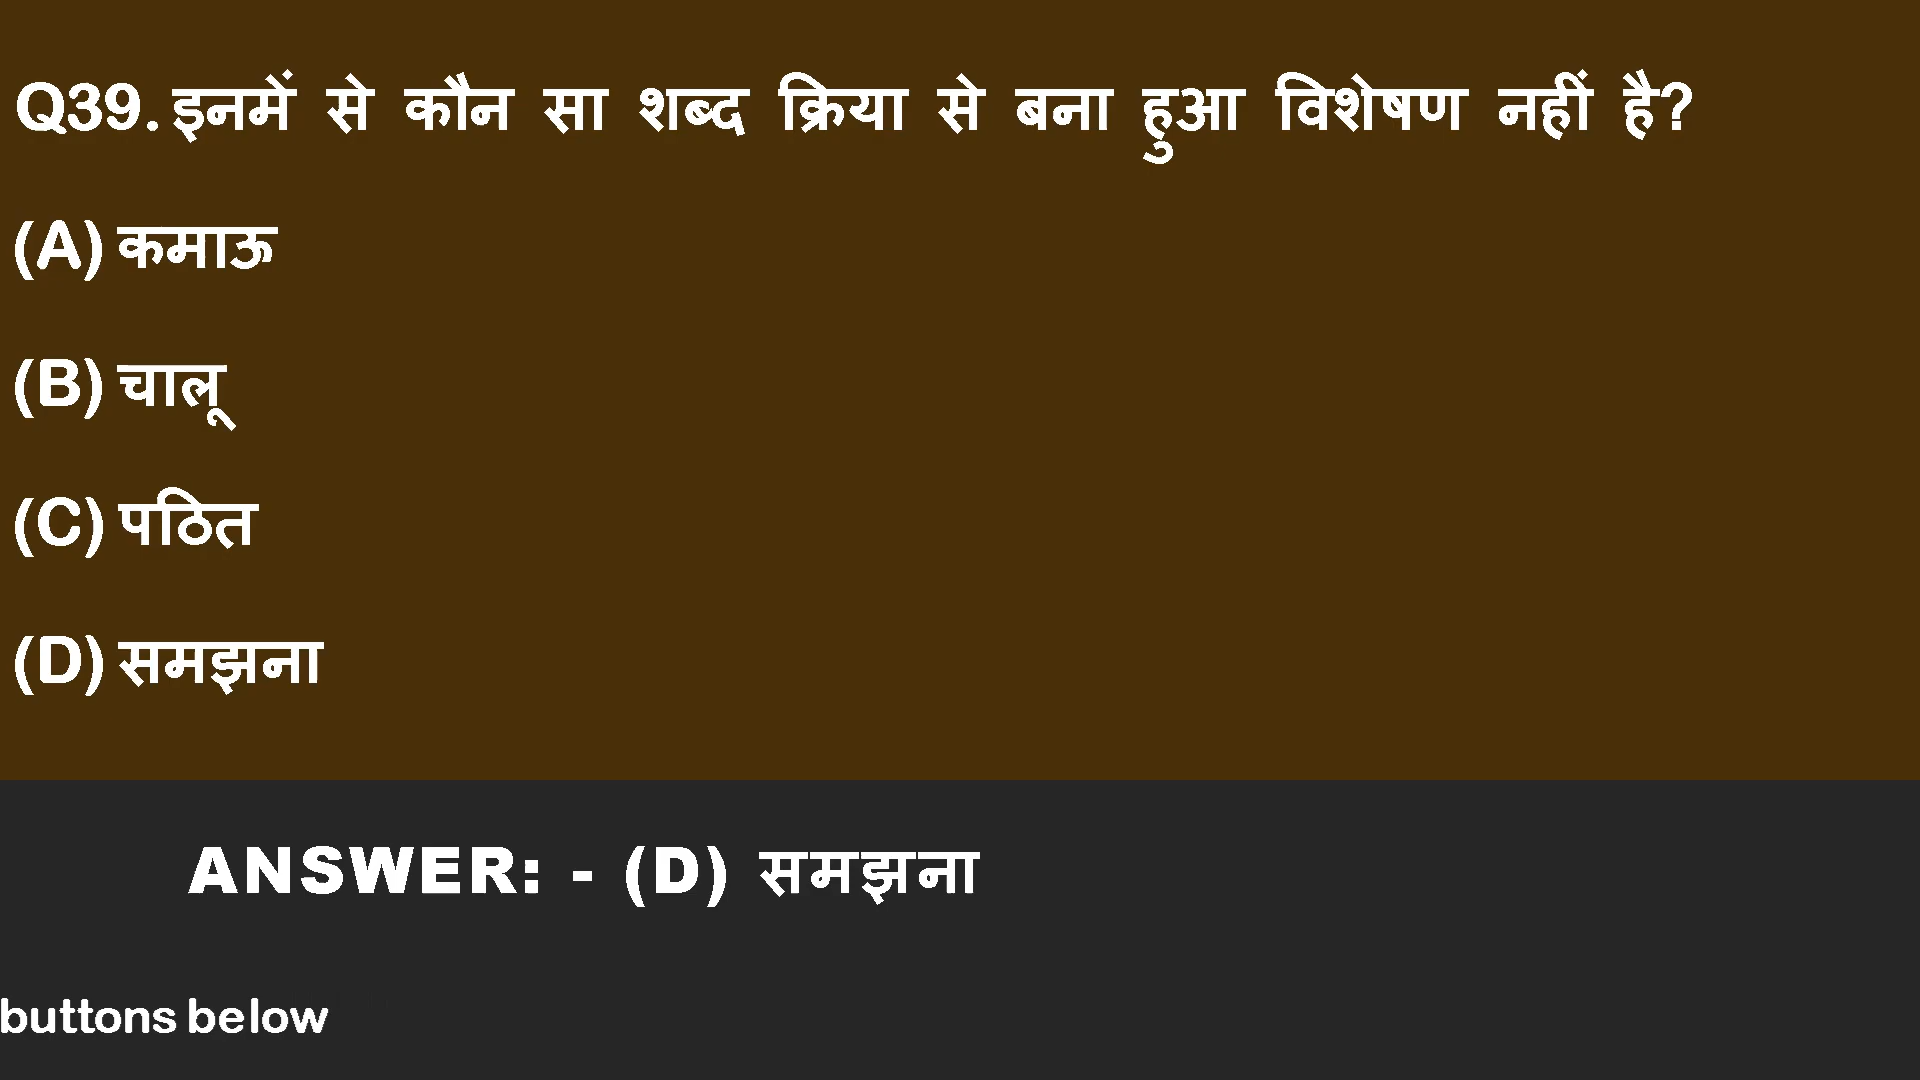 Q39. इनमें से कौन सा शब्द क्रिया से बना हुआ विशेषण नहीं है?
(A) कमाऊ
(B) चालू
(C) पठित
(D) समझना
ANSWER: - (D) समझना
buttons below